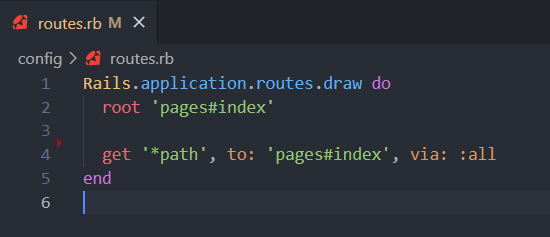 routes.rb M ×
config > routes.rb
1 Rails.application.routes.draw do
2 root 'pages#index'
3
4 get '*path', to: 'pages#index', via: :all
5 end
6